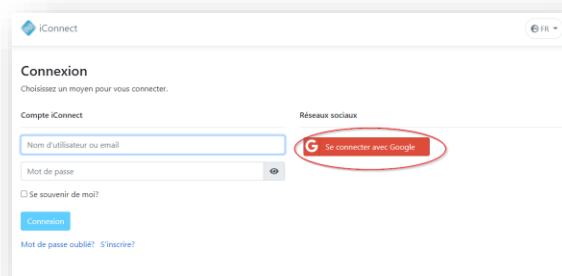 iConnect
FR
Connexion
Choisissez un moyen pour vous connecter.
Compte iConnect
Réseaux sociaux
Nom d'utilisateur ou email
G Se connecter avec Google
Mot de passe
Se souvenir de moi?
Connexion
Mot de passe oublié? S'inscrire?